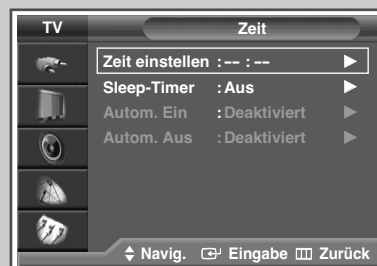 TV Zeit
Zeit einstellen : -- : --
Sleep-Timer : Aus
Autom. Ein : Deaktiviert
Autom. Aus : Deaktiviert
Navig. Eingabe Zurück